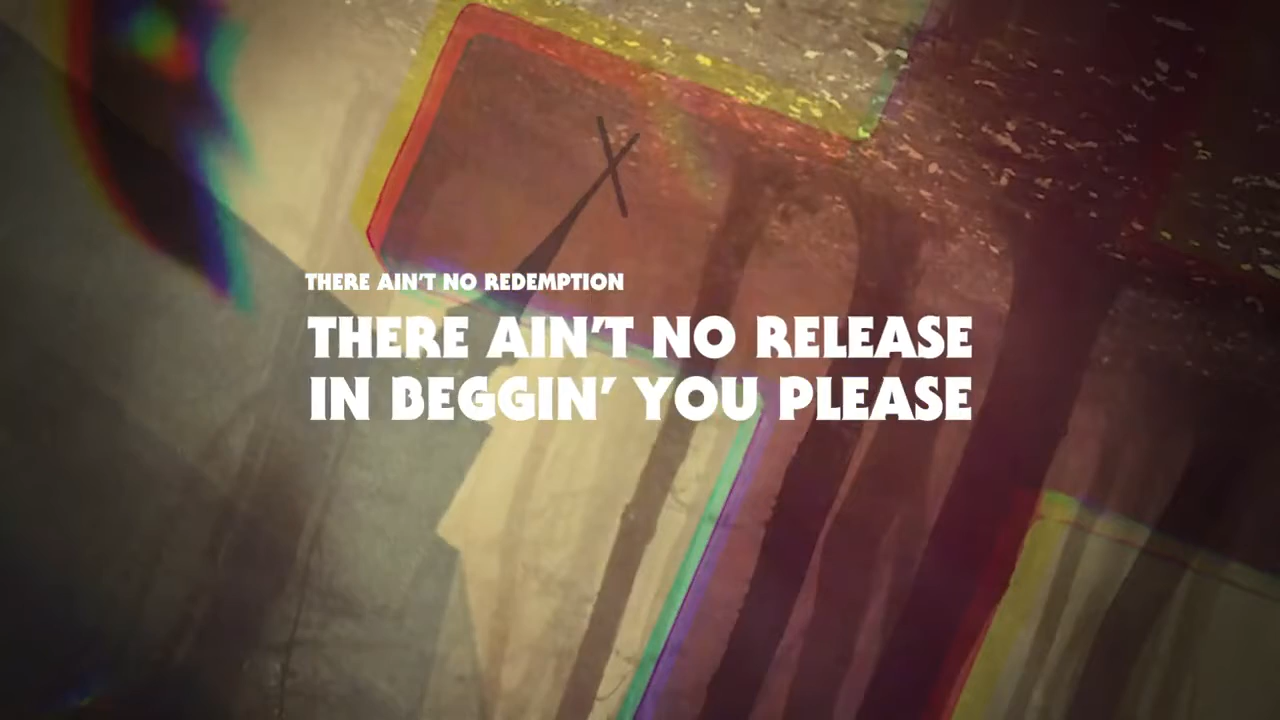 THERE AIN'T NO REDEMPTION
THERE AIN'T NO RELEASE
IN BEGGIN' YOU PLEASE